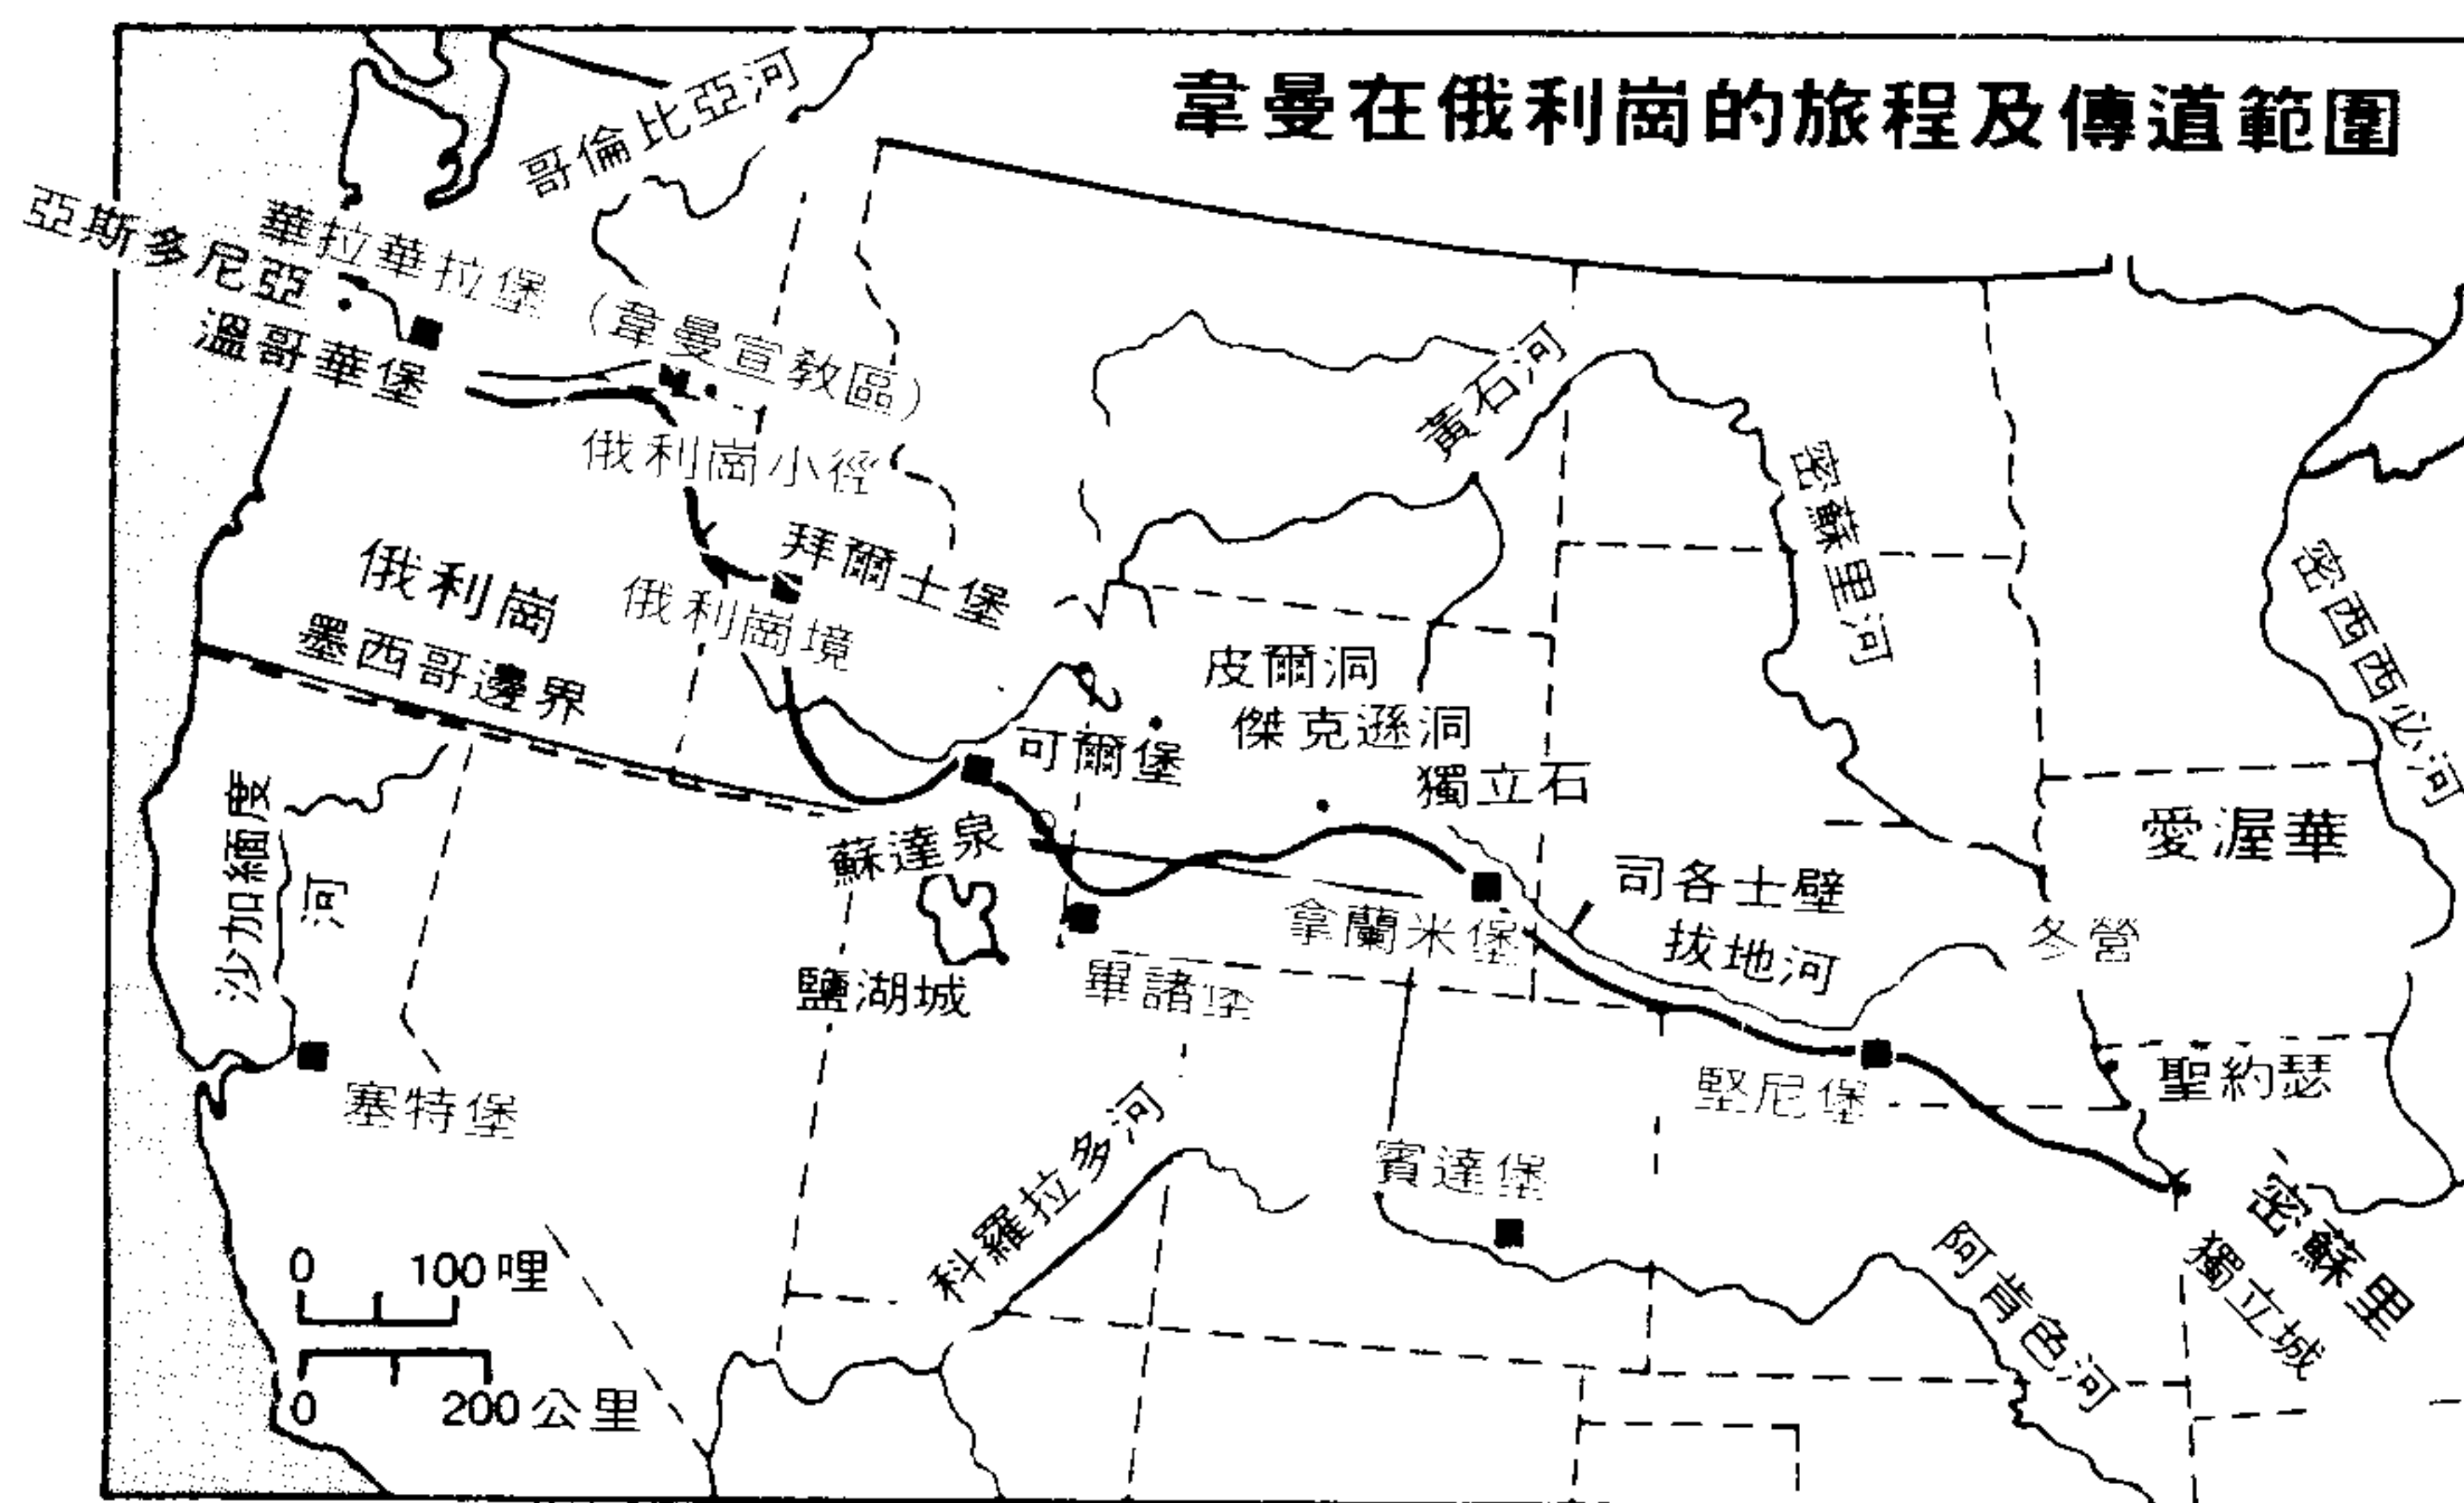 韋曼在俄利崗的旅程及傳道範圍
哥倫比亞河
亞斯多尼亞
華拉華拉堡（韋曼宣教區）
溫哥華堡
俄利崗小徑
黃石河
密蘇里河
密西西必河
俄利崗
拜爾士堡
俄利崗境
墨西哥邊界
皮爾洞
傑克遜洞
獨立石
可爾堡
沙加緬度
河
蘇達泉
愛渥華
司各士壁
拔地河
拿蘭米堡
冬營
鹽湖城
畢諸堡
聖約瑟
塞特堡
堅尼堡
賓達堡
科羅拉多河
密蘇里
獨立城
阿肯色河
0 100哩
0 200公里